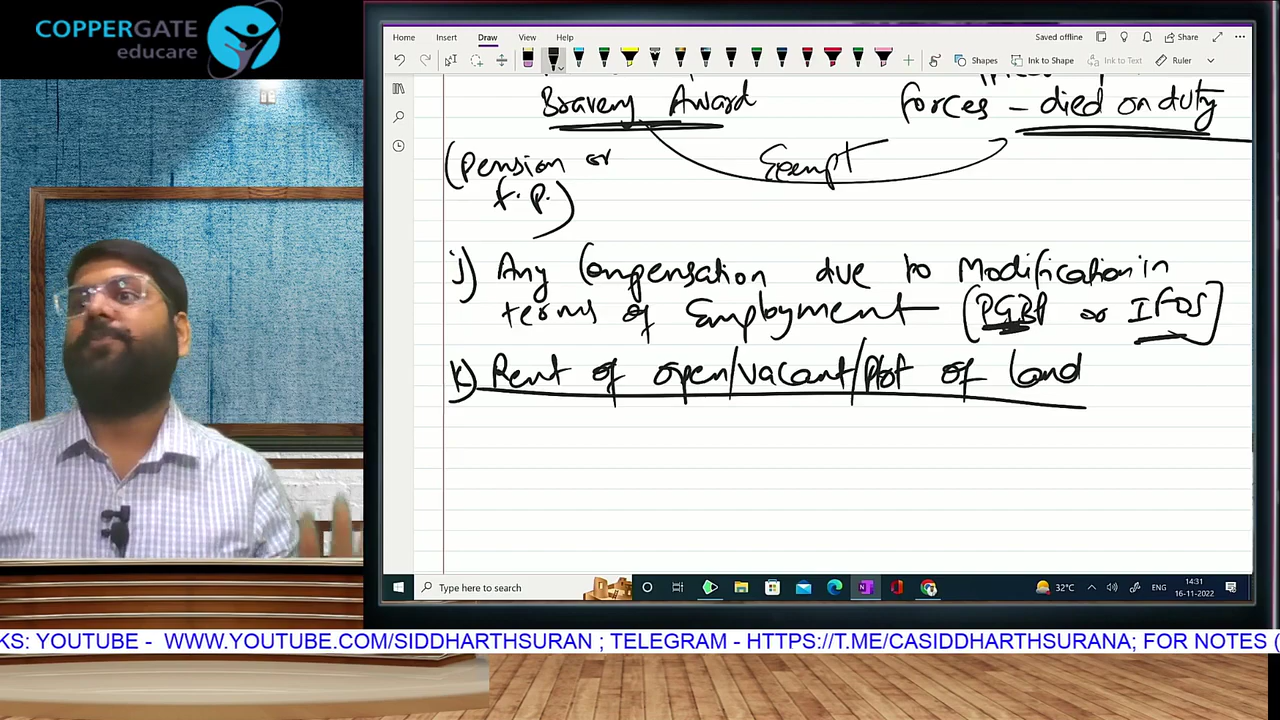 COPPERGATE
educare
Home Insert Draw View Help
Saved offline
Share
Shapes
Ink to Shape
Ink to Text
Ruler
Bravery Award
forces - died on duty
(Pension or
f.p.)
Exempt
j) Any Compensation due to Modification in
terms of Employment (PGBP or IFOS)
k) Rent of open/vacant/plot of land
Type here to search
32°C
ENG
14:31
16-11-2022
KS: YOUTUBE - WWW.YOUTUBE.COM/SIDDHARTHSURAN ; TELEGRAM - HTTPS://T.ME/CASIDDHARTHSURANA; FOR NOTES (